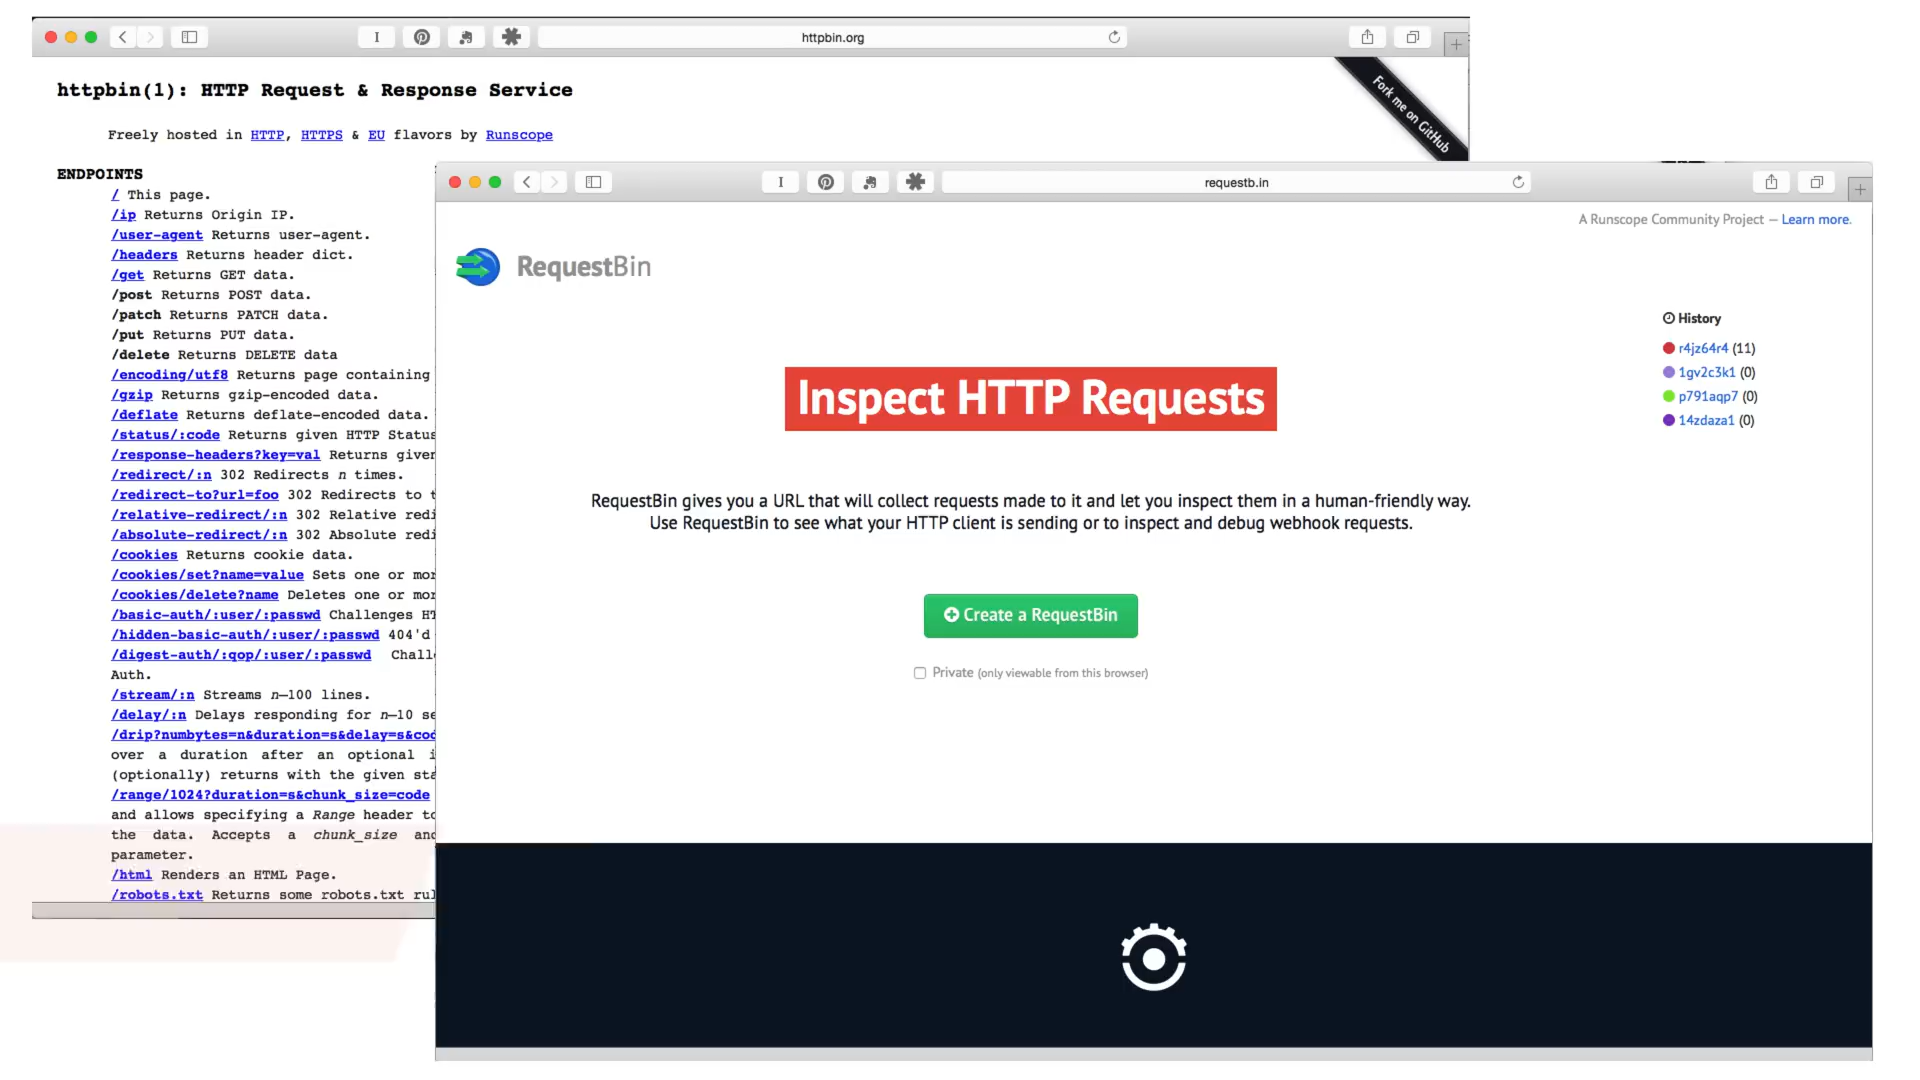 httpbin.org
httpbin(1): HTTP Request & Response Service
Fork me on GitHub
Freely hosted in HTTP, HTTPS & EU flavors by Runscope
ENDPOINTS
/ This page.
/ip Returns Origin IP.
/user-agent Returns user-agent.
/headers Returns header dict.
/get Returns GET data.
/post Returns POST data.
/patch Returns PATCH data.
/put Returns PUT data.
/delete Returns DELETE data
/encoding/utf8 Returns page containing
/gzip Returns gzip-encoded data.
/deflate Returns deflate-encoded data.
/status/:code Returns given HTTP Status
/response-headers?key=val Returns given
/redirect/:n 302 Redirects n times.
/redirect-to?url=foo 302 Redirects to
/relative-redirect/:n 302 Relative redi
/absolute-redirect/:n 302 Absolute redi
/cookies Returns cookie data.
/cookies/set?name=value Sets one or mor
/cookies/delete?name Deletes one or mor
/basic-auth/:user/:passwd Challenges HT
/hidden-basic-auth/:user/:passwd 404'd
/digest-auth/:qop/:user/:passwd Chall
Auth.
/stream/:n Streams n–100 lines.
/delay/:n Delays responding for n–10 se
/drip?numbytes=n&duration=s&delay=s&cod
over a duration after an optional i
(optionally) returns with the given sta
/range/1024?duration=s&chunk_size=code
and allows specifying a Range header to
the data. Accepts a chunk_size and
parameter.
/html Renders an HTML Page.
/robots.txt Returns some robots.txt rul
requestb.in
A Runscope Community Project — Learn more.
RequestBin
History
r4jz64r4 (11)
1gv2c3k1 (0)
p791aqp7 (0)
14zdaza1 (0)
Inspect HTTP Requests
RequestBin gives you a URL that will collect requests made to it and let you inspect them in a human-friendly way.
Use RequestBin to see what your HTTP client is sending or to inspect and debug webhook requests.
Create a RequestBin
Private (only viewable from this browser)